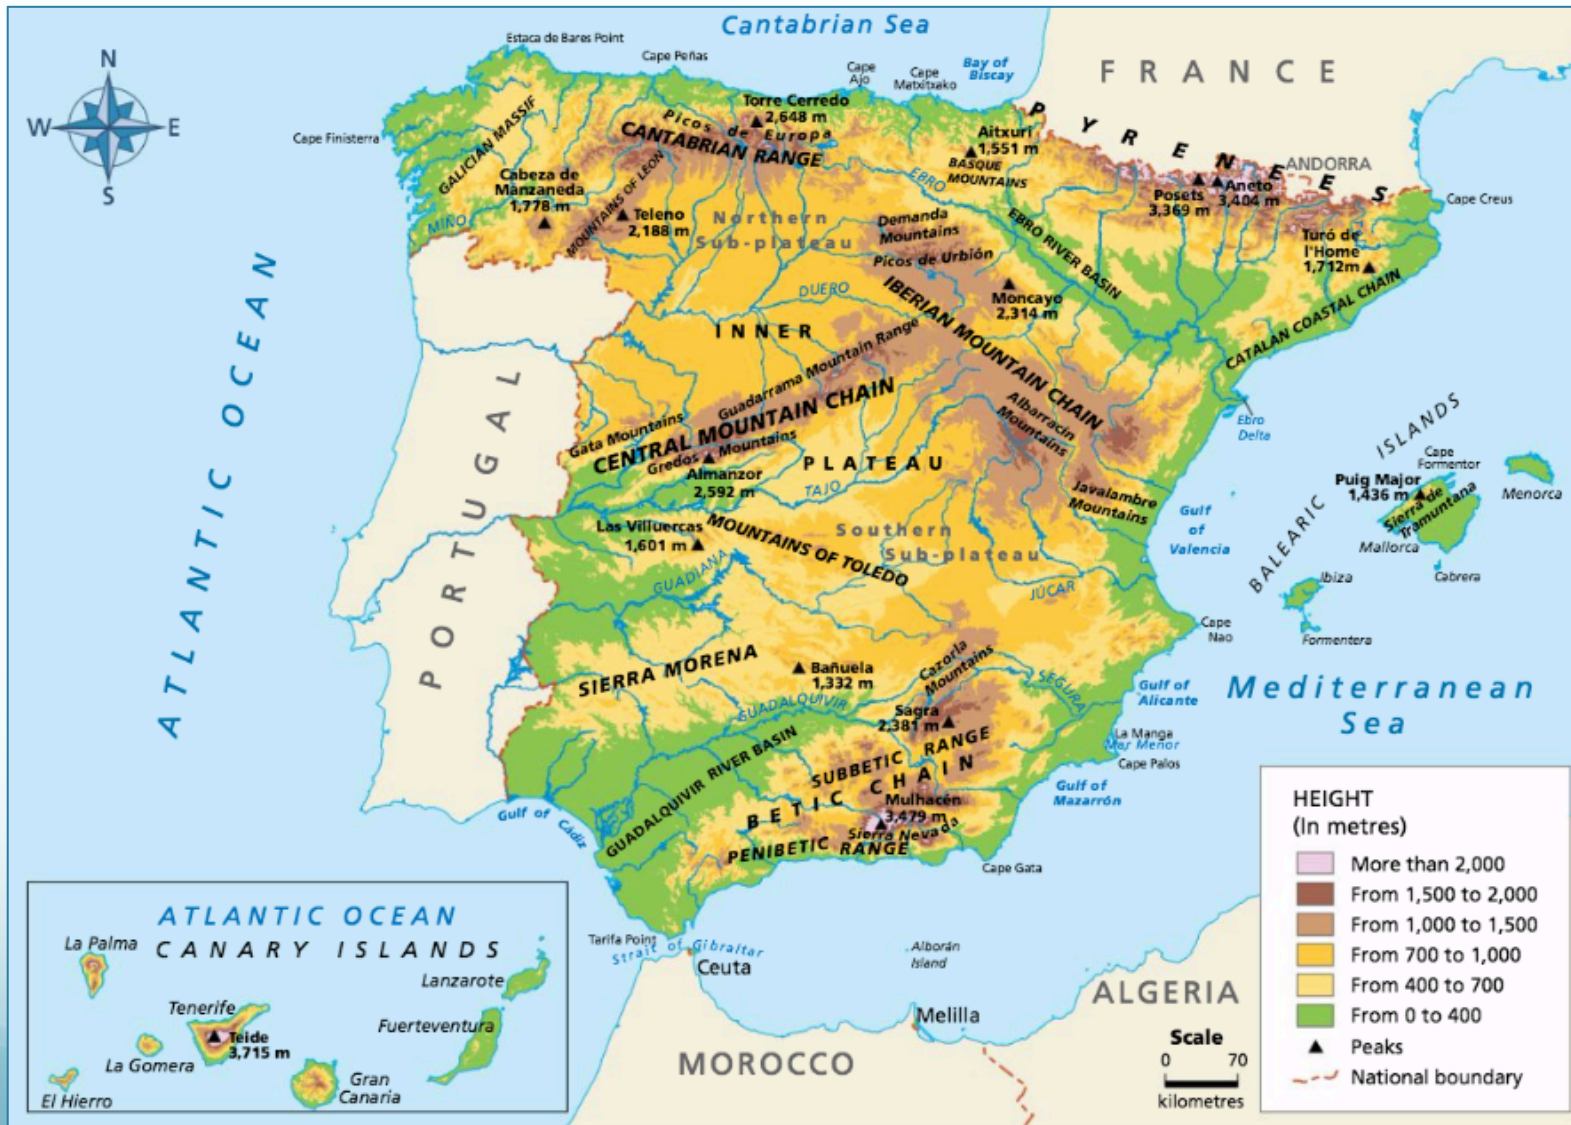 Cantabrian Sea
Estaca de Bares Point
Cape Peñas
Cape
Ajo
Cape
Matxitxako
Bay of
Biscay
FRANCE
N
W
E
S
Cape Finisterra
GALICIAN MASSIF
Torre Cerredo
2,648 m
Picos de Europa
CANTABRIAN RANGE
Aitxuri
1,551 m
BASQUE
MOUNTAINS
PYRENEES
ANDORRA
Posets
3,369 m
Aneto
3,404 m
Cape Creus
Cabeza de
Manzaneda
1,778 m
MOUNTAINS OF LEON
Teleno
2,188 m
MIÑO
EBRO
Northern
Sub-plateau
Demanda
Mountains
Picos de Urbión
EBRO RIVER BASIN
Turó de
l'Home
1,712m
CATALAN COASTAL CHAIN
Moncayo
2,314 m
DUERO
IBERIAN MOUNTAIN CHAIN
INNER
Guadarrama Mountain Range
ATLANTIC OCEAN
PORTUGAL
Gata Mountains
CENTRAL MOUNTAIN CHAIN
Gredos Mountains
Almanzor
2,592 m
PLATEAU
TAJO
Albarracín
Mountains
Javalambre
Mountains
Ebro
Delta
BALEARIC ISLANDS
Cape
Formentor
Puig Major
1,436 m
Sierra de
Tramuntana
Menorca
Mallorca
Cabrera
Ibiza
Formentera
Gulf
of
Valencia
Las Villuercas
1,601 m
MOUNTAINS OF TOLEDO
Southern
Sub-plateau
GUADIANA
JÚCAR
Cape
Nao
SIERRA MORENA
Bañuela
1,332 m
Cazorla
Mountains
SEGURA
Gulf of
Alicante
Mediterranean
Sea
GUADALQUIVIR
Sagra
2,381 m
La Manga
Mar Menor
Cape Palos
GUADALQUIVIR RIVER BASIN
SUBBETIC RANGE
BETIC CHAIN
Mulhacén
3,479 m
Sierra Nevada
PENIBETIC RANGE
Gulf of
Mazarrón
Gulf of Cádiz
Cape Gata
Tarifa Point
Strait of Gibraltar
Ceuta
Alborán
Island
Melilla
MOROCCO
ALGERIA
Scale
0 70
kilometres
HEIGHT
(In metres)
More than 2,000
From 1,500 to 2,000
From 1,000 to 1,500
From 700 to 1,000
From 400 to 700
From 0 to 400
Peaks
National boundary
ATLANTIC OCEAN
CANARY ISLANDS
La Palma
Tenerife
Teide
3,715 m
La Gomera
El Hierro
Gran
Canaria
Fuerteventura
Lanzarote